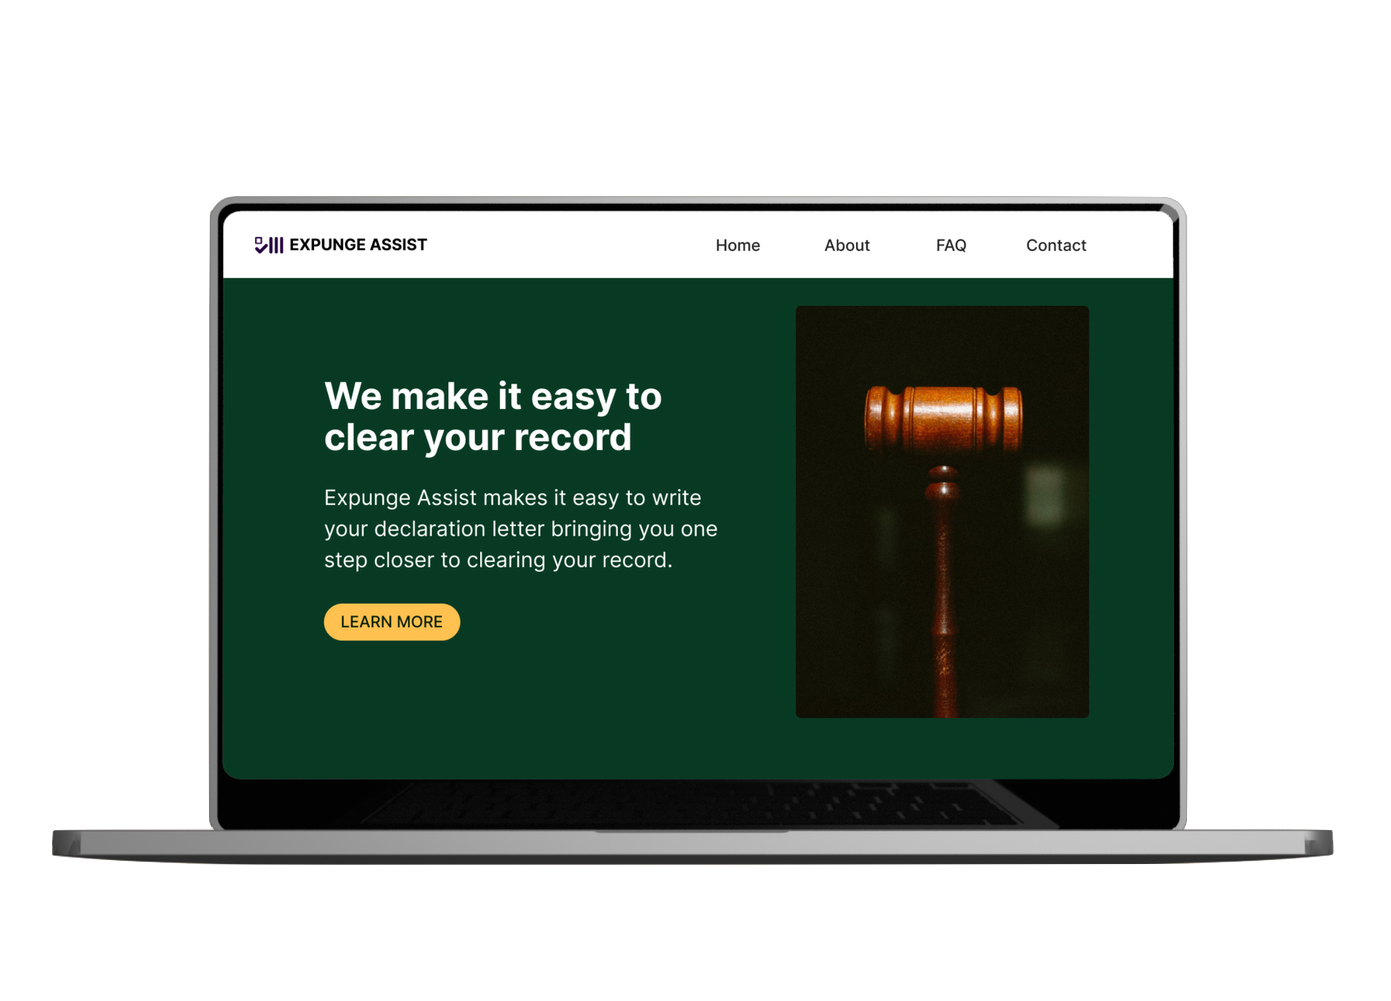 EXPUNGE ASSIST
Home
About
FAQ
Contact
We make it easy to
clear your record
Expunge Assist makes it easy to write
your declaration letter bringing you one
step closer to clearing your record.
LEARN MORE